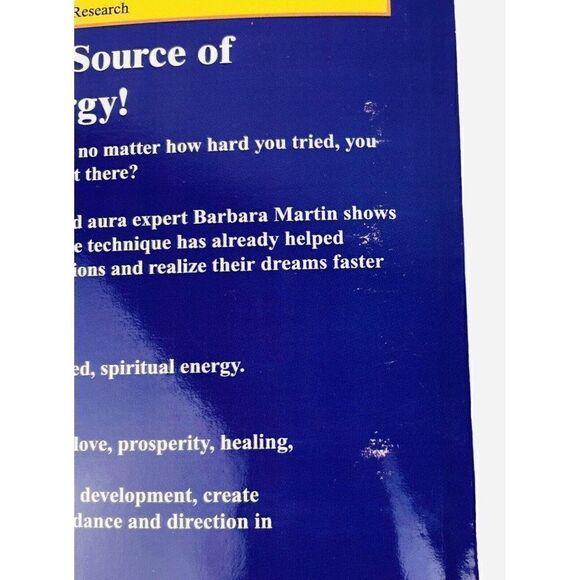 Research
Source of
gy!
no matter how hard you tried, you
t there?
d aura expert Barbara Martin shows
e technique has already helped
ions and realize their dreams faster
ed, spiritual energy.
love, prosperity, healing,
development, create
dance and direction in